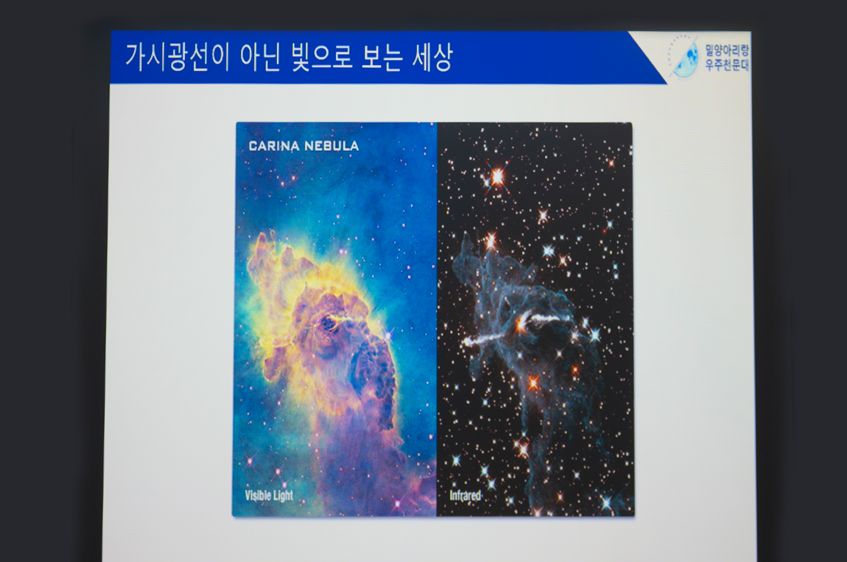 가시광선이 아닌 빛으로 보는 세상
밀양아리랑
우주천문대
CARINA NEBULA
Visible Light
Infrared